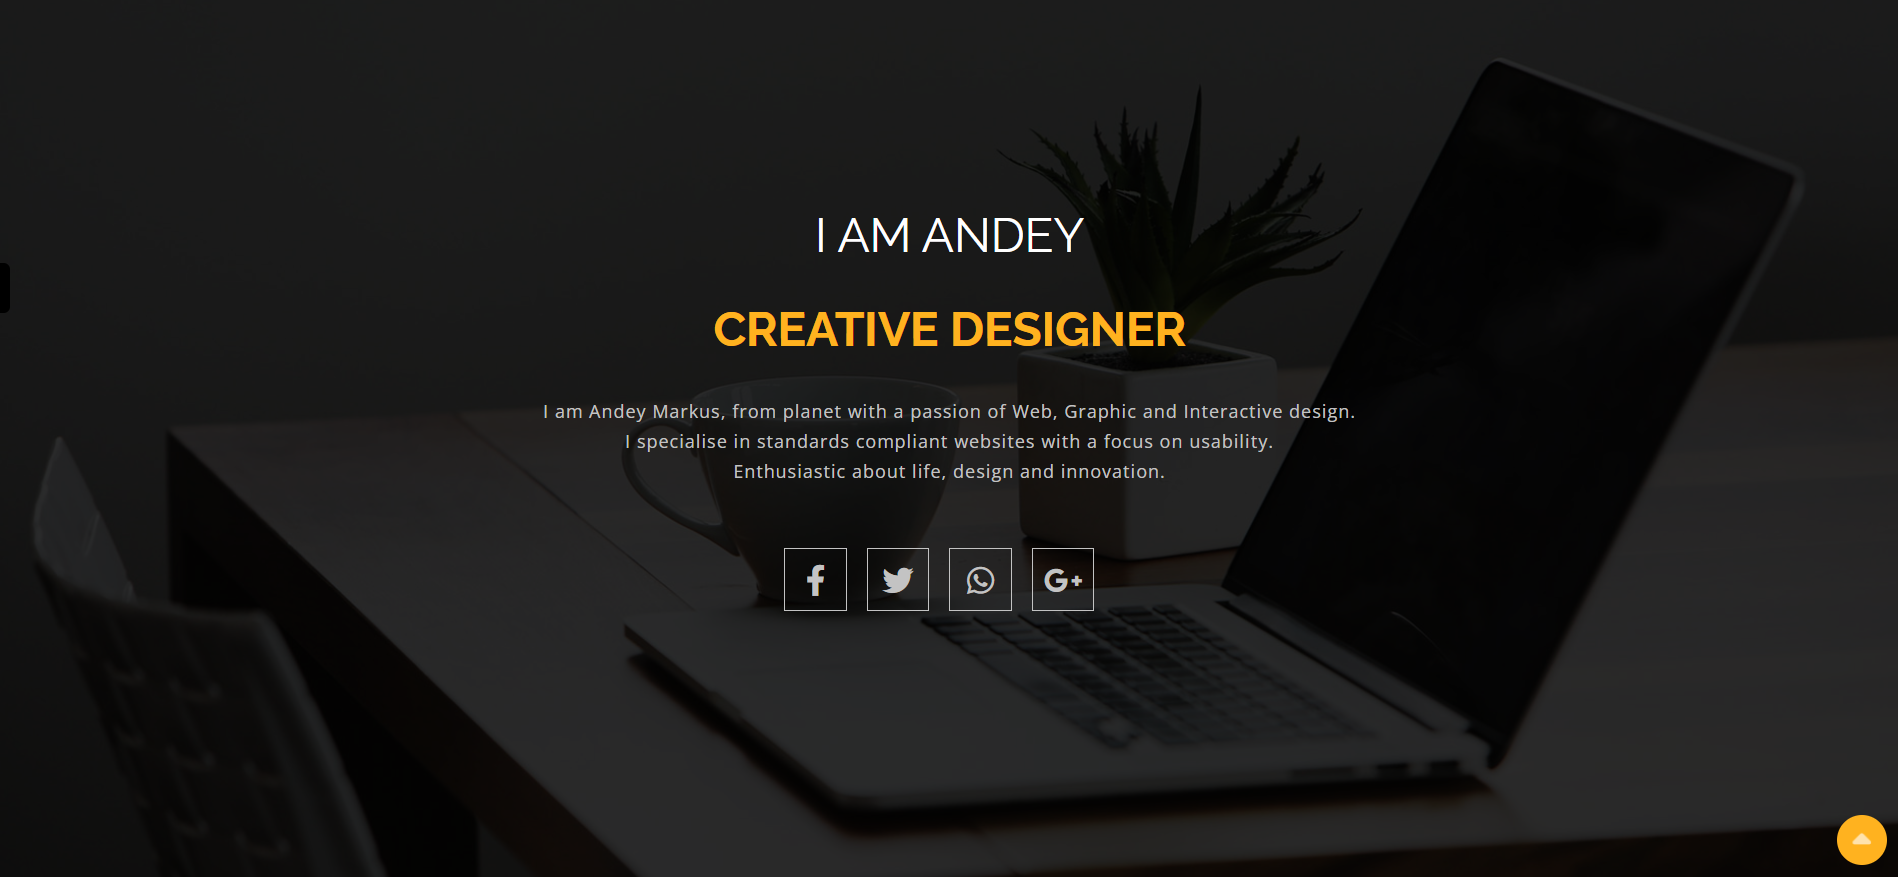 I AM ANDEY
CREATIVE DESIGNER
I am Andey Markus, from planet with a passion of Web, Graphic and Interactive design.
I specialise in standards compliant websites with a focus on usability.
Enthusiastic about life, design and innovation.
G+